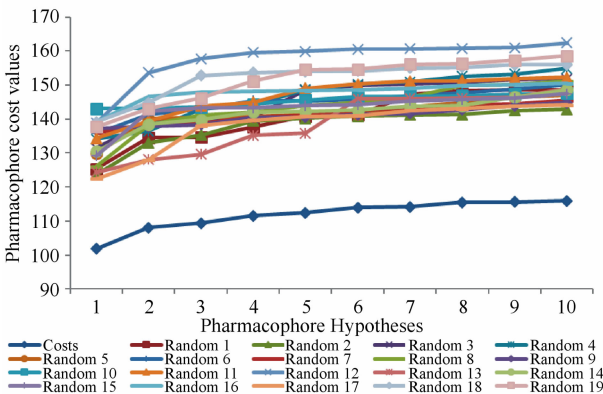 170
160
150
140
130
120
110
100
90
Pharmacophore cost values
1 2 3 4 5 6 7 8 9 10
Pharmacophore Hypotheses
Costs Random 1 Random 2 Random 3 Random 4
Random 5 Random 6 Random 7 Random 8 Random 9
Random 10 Random 11 Random 12 Random 13 Random 14
Random 15 Random 16 Random 17 Random 18 Random 19